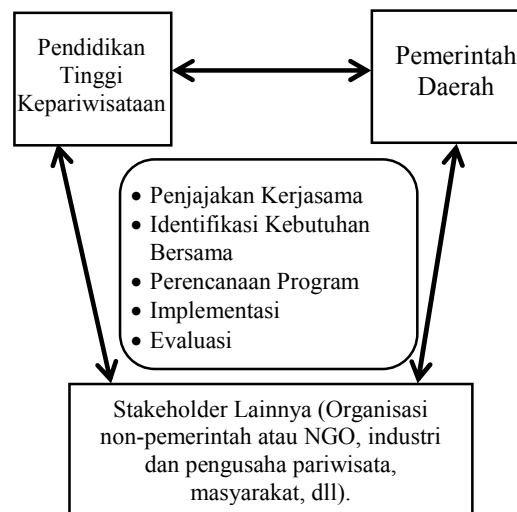 Pendidikan
Tinggi
Kepariwisataan
Pemerintah
Daerah
• Penjajakan Kerjasama
• Identifikasi Kebutuhan
Bersama
• Perencanaan Program
• Implementasi
• Evaluasi
Stakeholder Lainnya (Organisasi
non-pemerintah atau NGO, industri
dan pengusaha pariwisata,
masyarakat, dll).